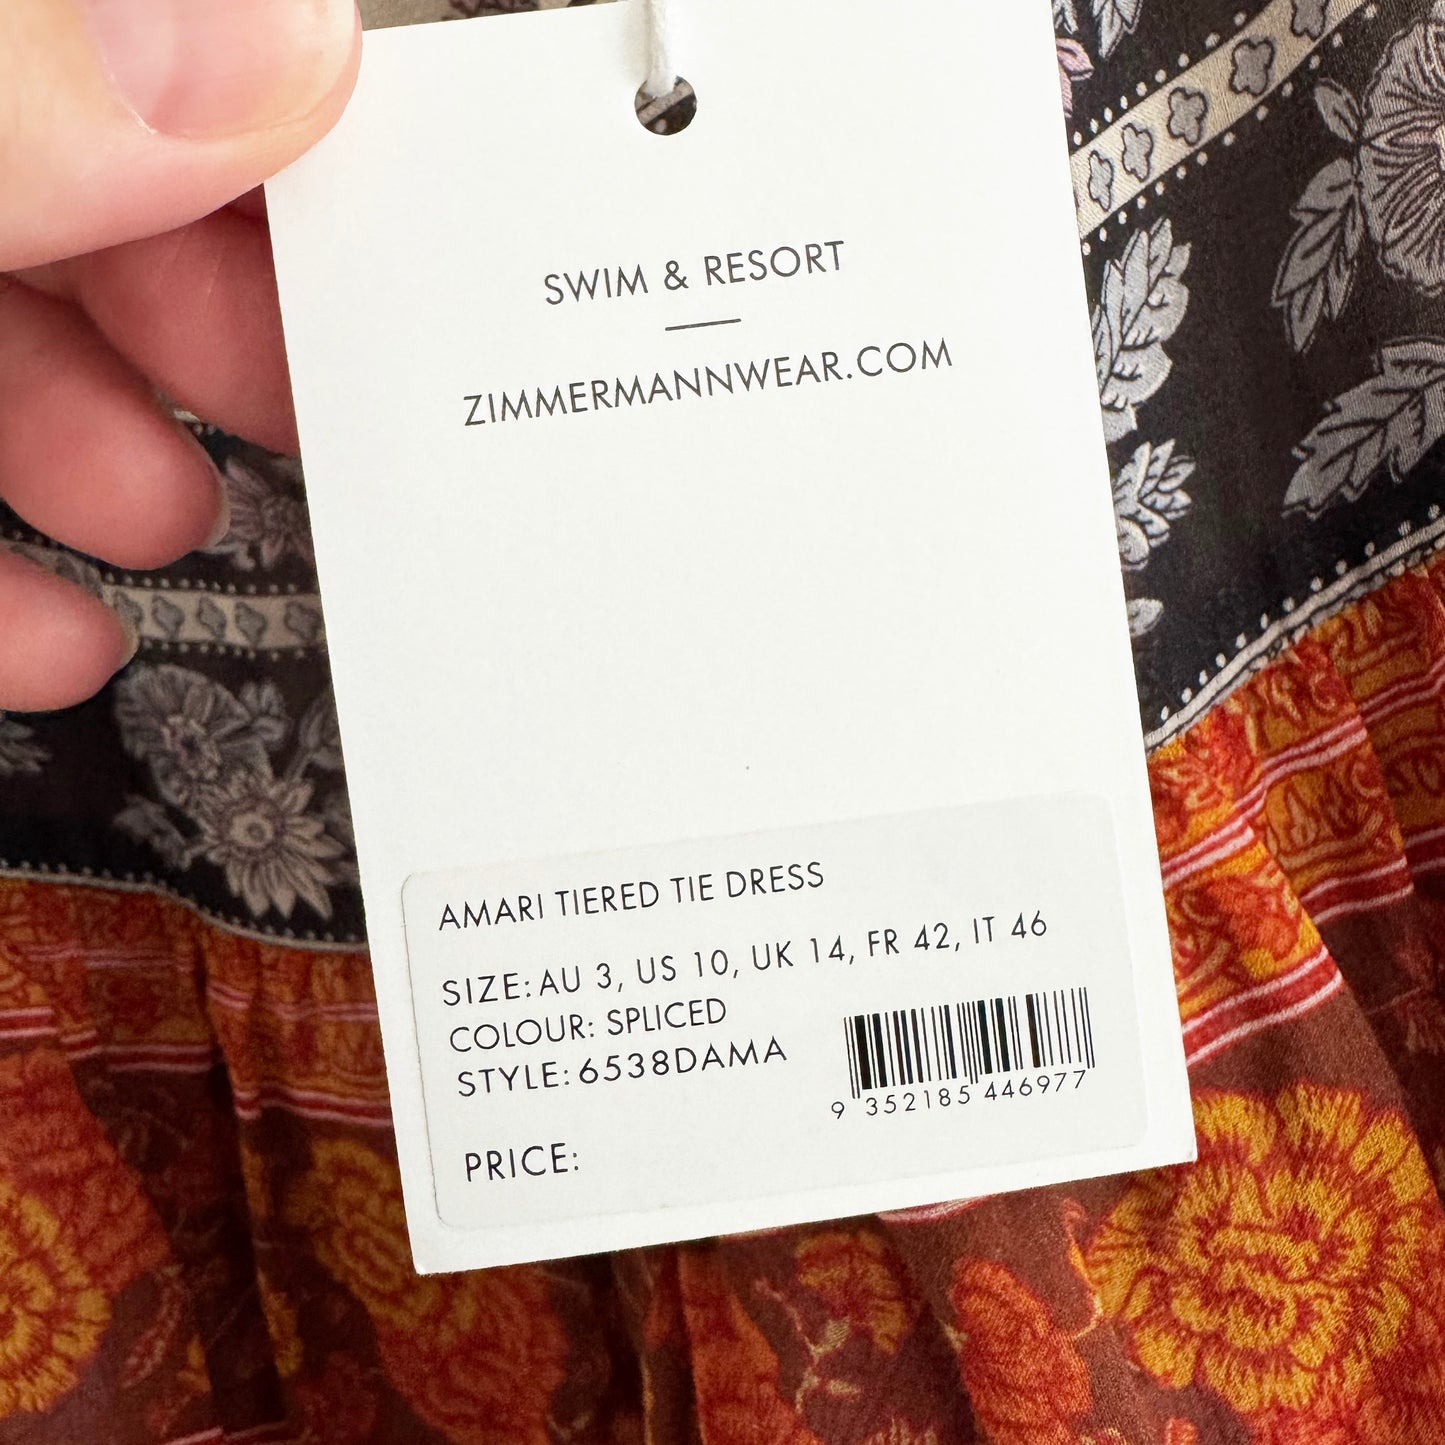 SWIM & RESORT
ZIMMERMANNWEAR.COM
AMARI TIERED TIE DRESS
SIZE: AU 3, US 10, UK 14, FR 42, IT 46
COLOUR: SPLICED
STYLE: 6538DAMA
9 352185 446977
PRICE: